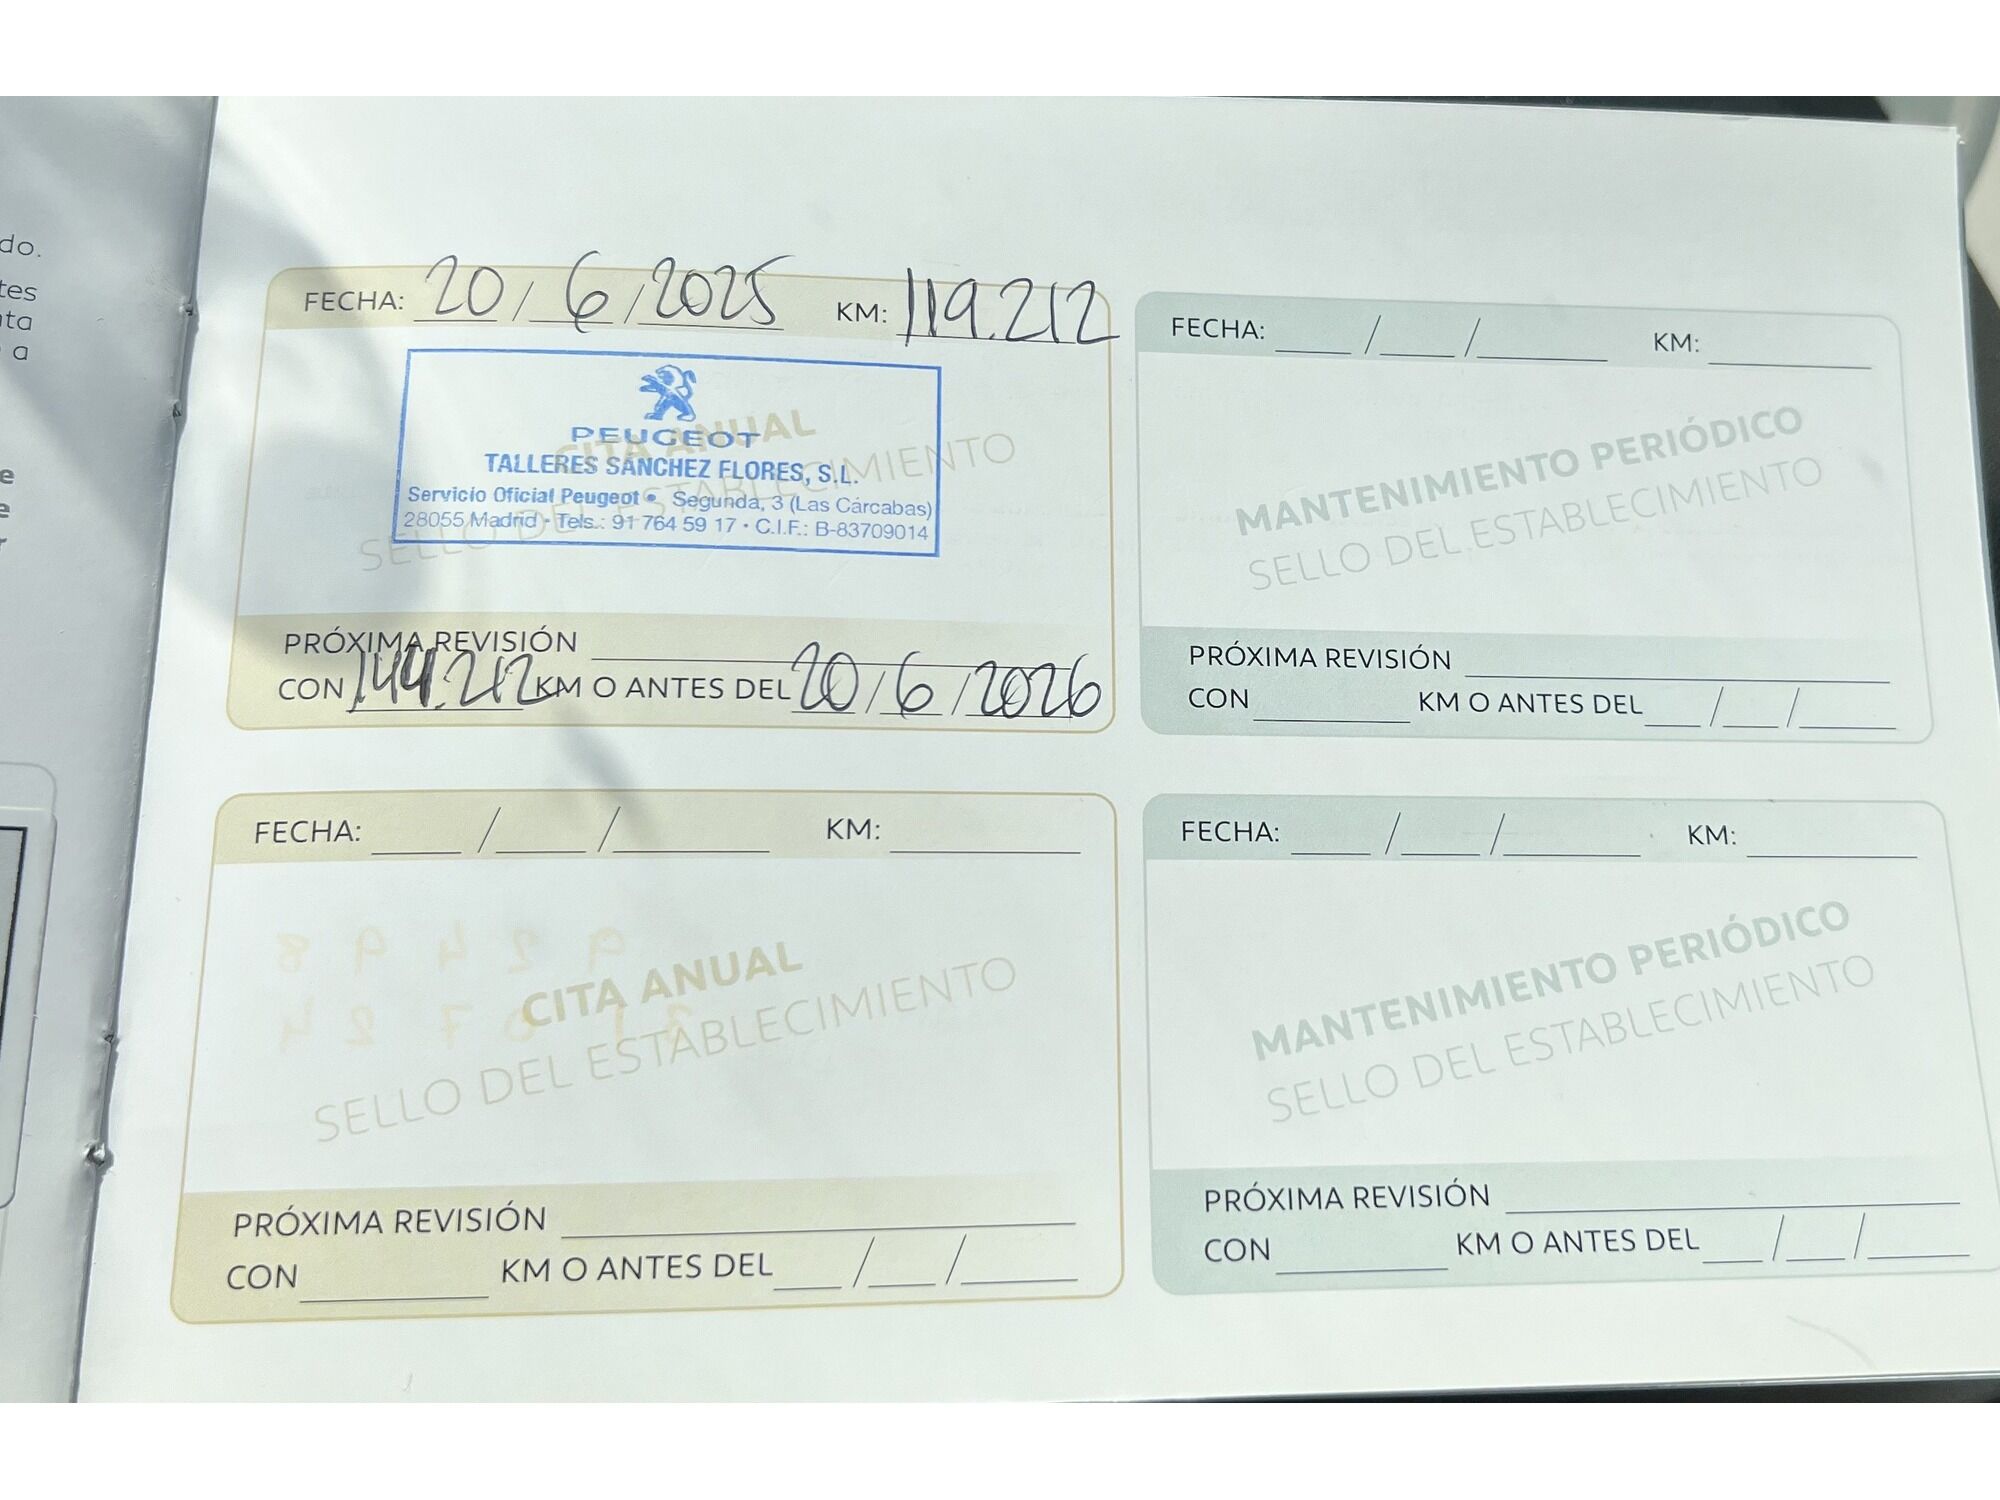 do.
tes
nta
a
e
e
r
FECHA: 20 / 6 / 2025 KM: 119.212
CITA ANUAL
SELLO DEL ESTABLECIMIENTO
PEUGEOT
TALLERES SANCHEZ FLORES, S.L.
Servicio Oficial Peugeot • Segunda, 3 (Las Cárcabas)
28055 Madrid • Tels.: 91 764 59 17 • C.I.F.: B-83709014
PRÓXIMA REVISIÓN
CON 144.212 KM O ANTES DEL 20 / 6 / 2026
FECHA: / / KM:
MANTENIMIENTO PERIÓDICO
SELLO DEL ESTABLECIMIENTO
PRÓXIMA REVISIÓN
CON KM O ANTES DEL / /
FECHA: / / KM:
CITA ANUAL
SELLO DEL ESTABLECIMIENTO
PRÓXIMA REVISIÓN
CON KM O ANTES DEL / /
FECHA: / / KM:
MANTENIMIENTO PERIÓDICO
SELLO DEL ESTABLECIMIENTO
PRÓXIMA REVISIÓN
CON KM O ANTES DEL / /